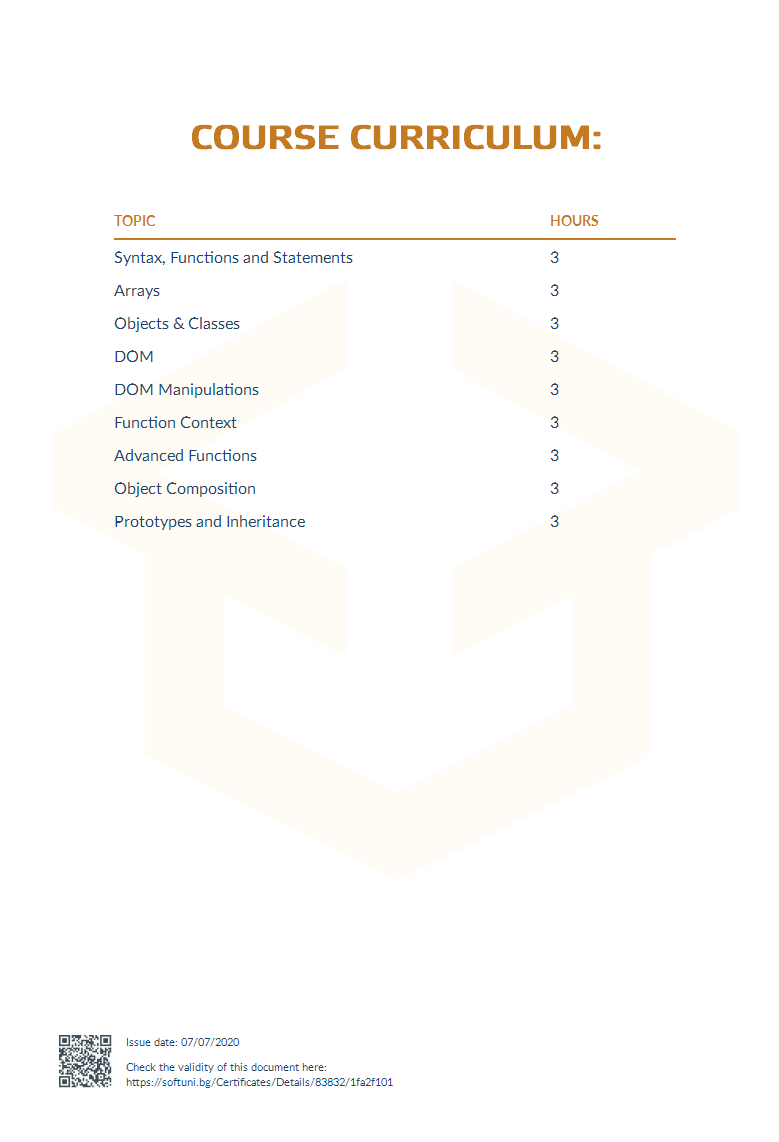 COURSE CURRICULUM:
TOPIC HOURS
Syntax, Functions and Statements 3
Arrays 3
Objects & Classes 3
DOM 3
DOM Manipulations 3
Function Context 3
Advanced Functions 3
Object Composition 3
Prototypes and Inheritance 3
Issue date: 07/07/2020
Check the validity of this document here:
https://softuni.bg/Certificates/Details/83832/1fa2f101